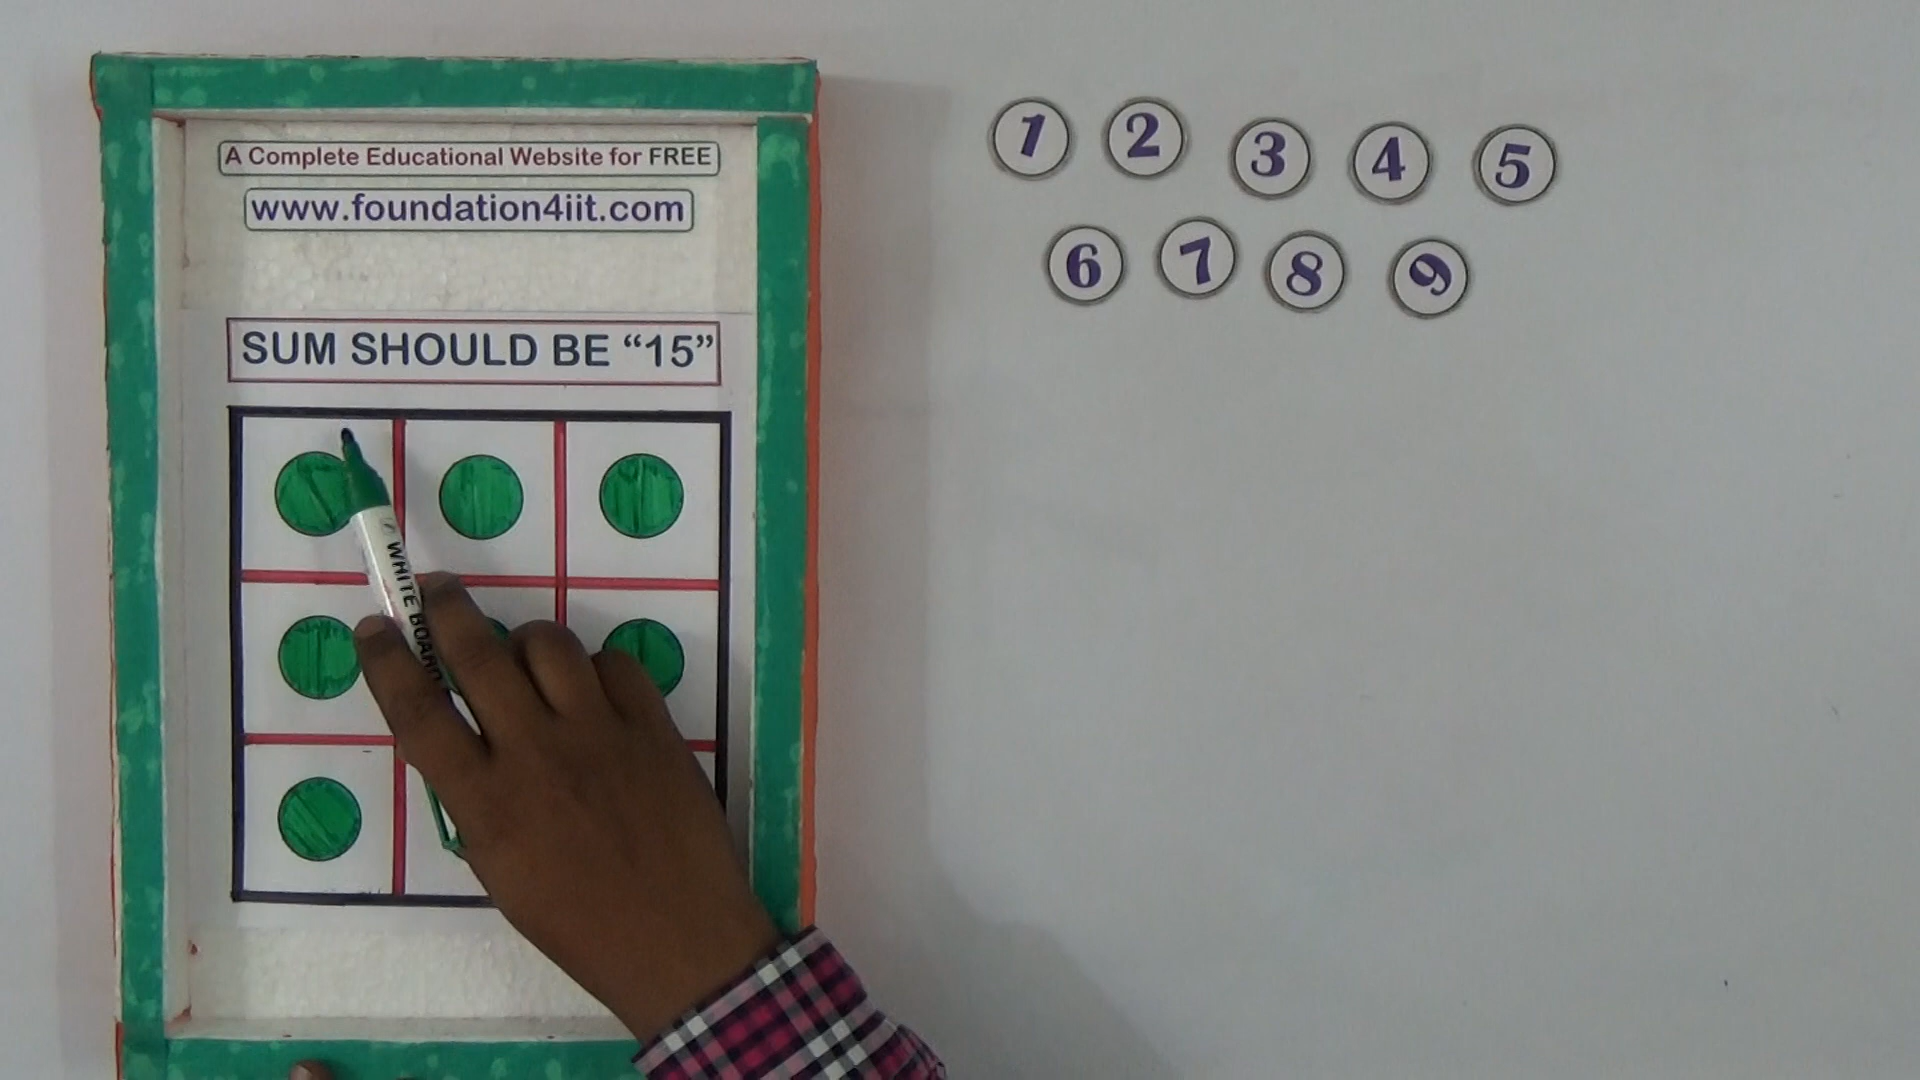 A Complete Educational Website for FREE
www.foundation4iit.com
SUM SHOULD BE “15”
1 2 3 4 5
6 7 8 9
WHITE BOARD